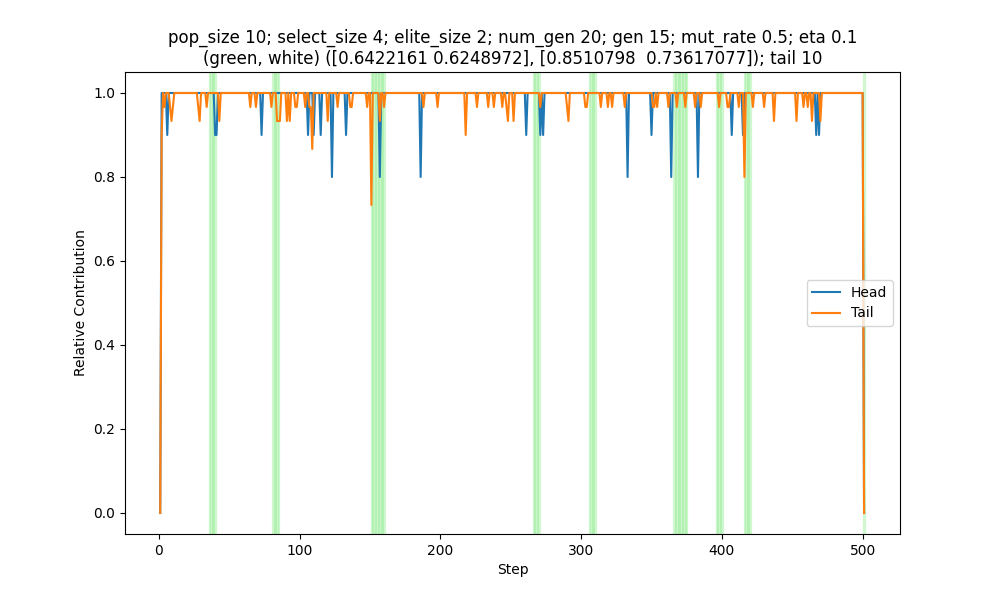 pop_size 10; select_size 4; elite_size 2; num_gen 20; gen 15; mut_rate 0.5; eta 0.1
(green, white) ([0.6422161 0.6248972], [0.8510798  0.73617077]); tail 10
1.0
0.8
0.6
0.4
0.2
0.0
Relative Contribution
Head
Tail
0
100
200
300
400
500
Step